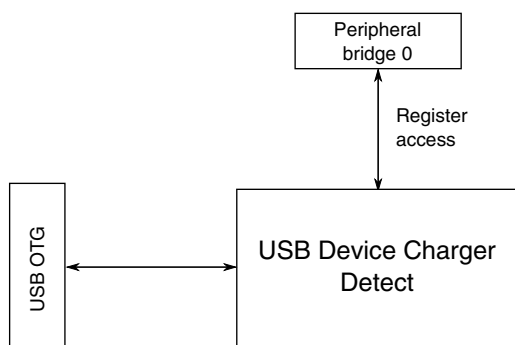 Peripheral
bridge 0
Register
access
USB OTG
USB Device Charger
Detect